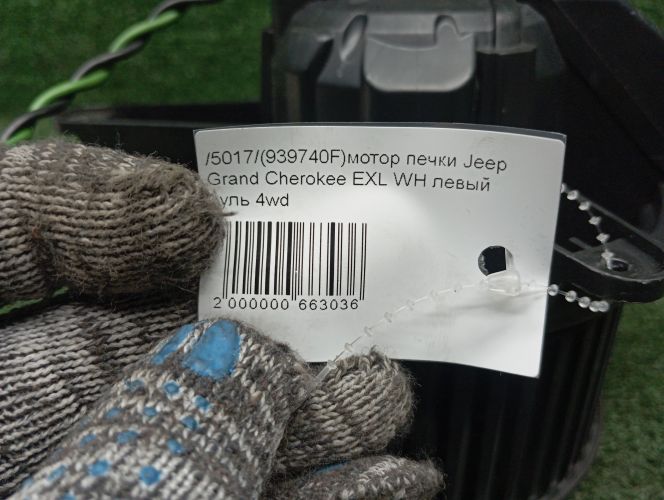 /5017/(939740F)мотор печки Jeep
Grand Cherokee EXL WH левый
руль 4wd
2 000000 663036